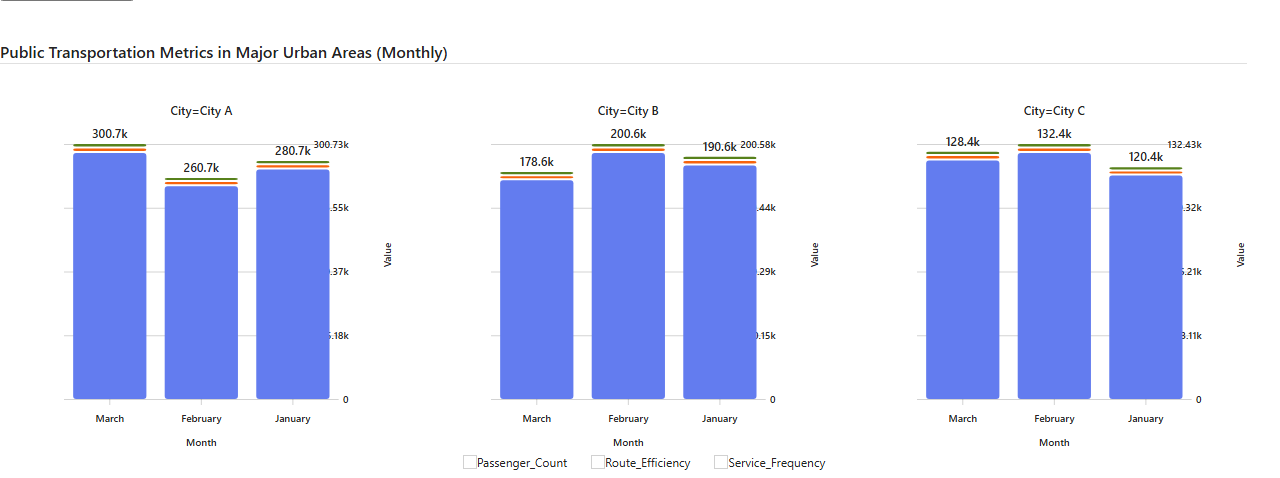 Public Transportation Metrics in Major Urban Areas (Monthly)
City=City A
300.7k
260.7k
280.7k
300.73k
.55k
.37k
.18k
0
Value
March February January
Month
City=City B
178.6k
200.6k
190.6k
200.58k
.44k
.29k
.15k
0
Value
March February January
Month
City=City C
128.4k
132.4k
120.4k
132.43k
.32k
.21k
.11k
0
Value
March February January
Month
Passenger_Count Route_Efficiency Service_Frequency